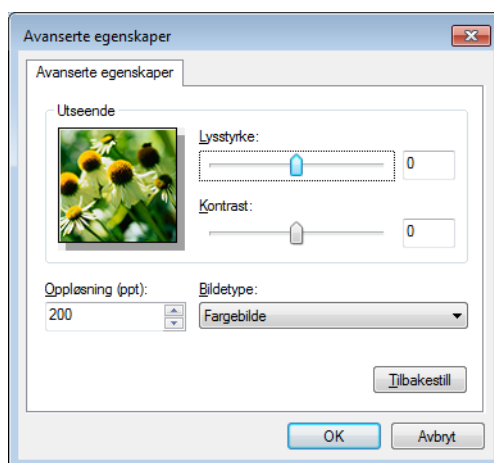 Avanserte egenskaper
Avanserte egenskaper
Utseende
Lysstyrke:
0
Kontrast:
0
Oppløsning (ppt): Bildetype:
200 Fargebilde
Tilbakestill
OK Avbryt